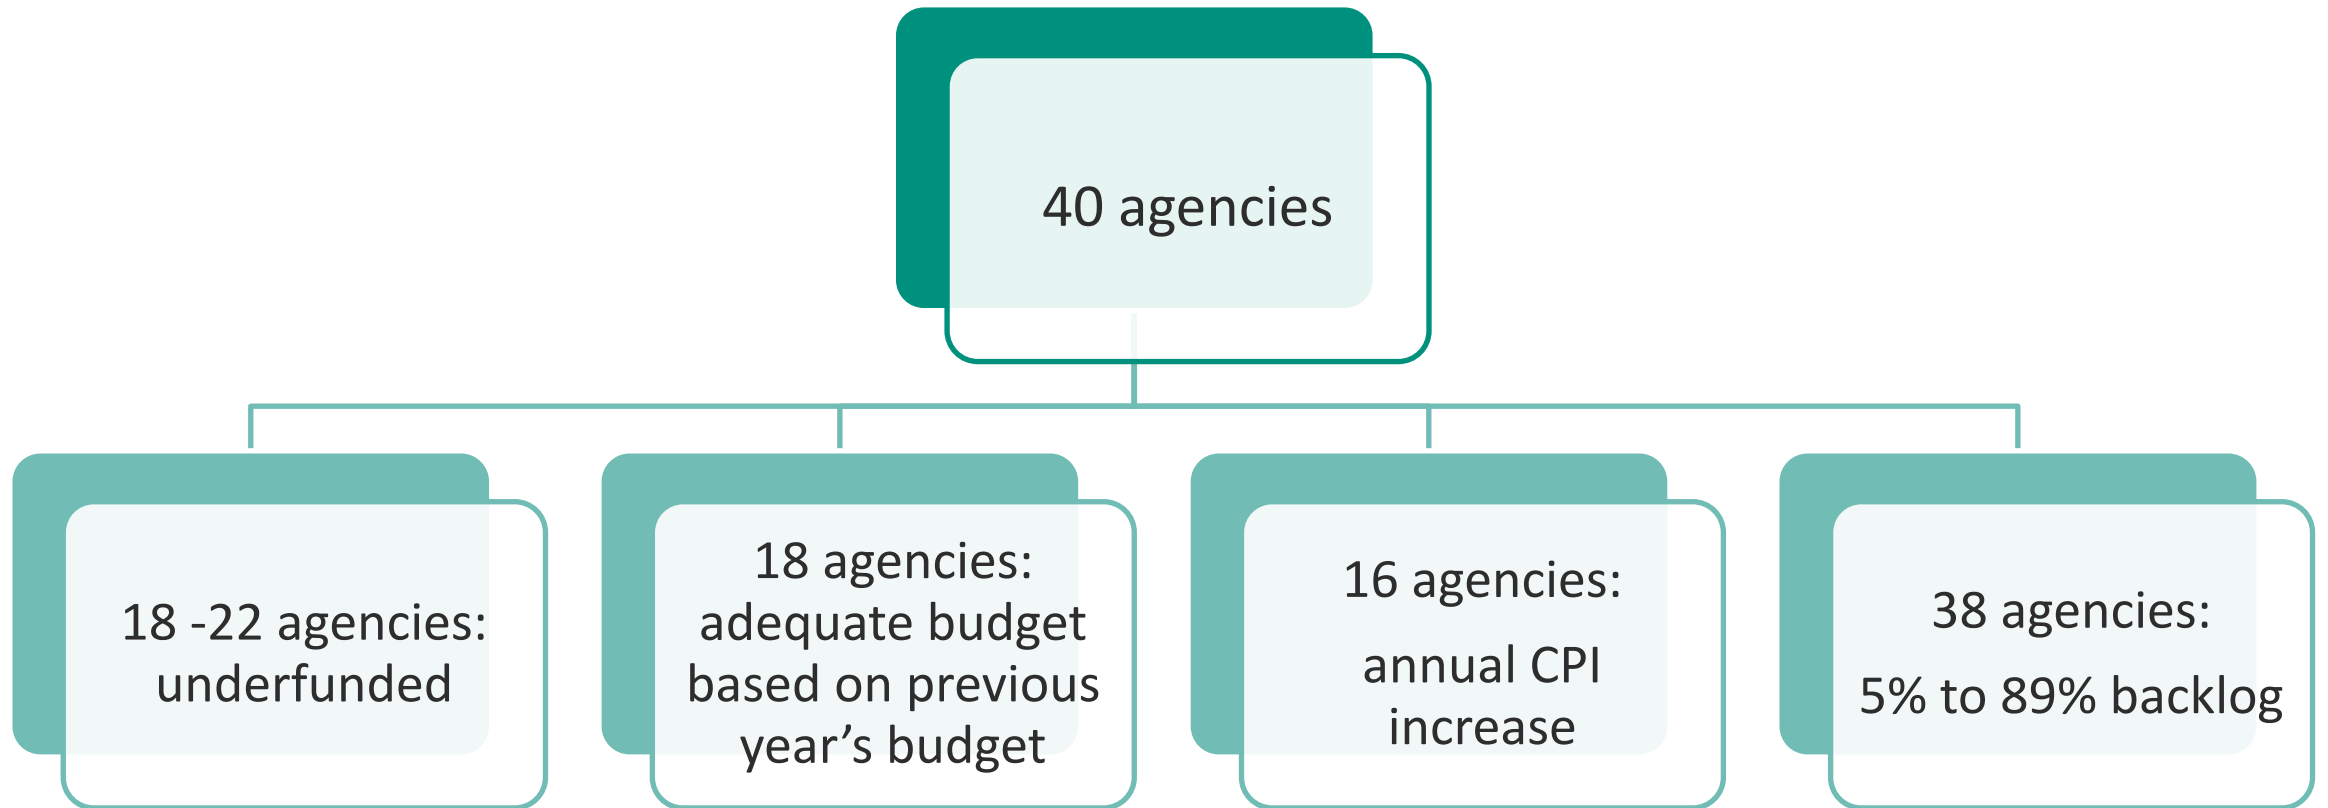 40 agencies
18 -22 agencies:
underfunded
18 agencies:
adequate budget
based on previous
year’s budget
16 agencies:
annual CPI
increase
38 agencies:
5% to 89% backlog